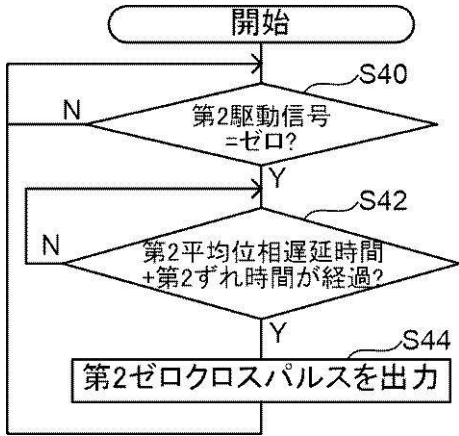 開始
S40
N
第2駆動信号
=ゼロ?
Y
S42
N
第2平均位相遅延時間
+第2ずれ時間が経過?
Y
S44
第2ゼロクロスパルスを出力